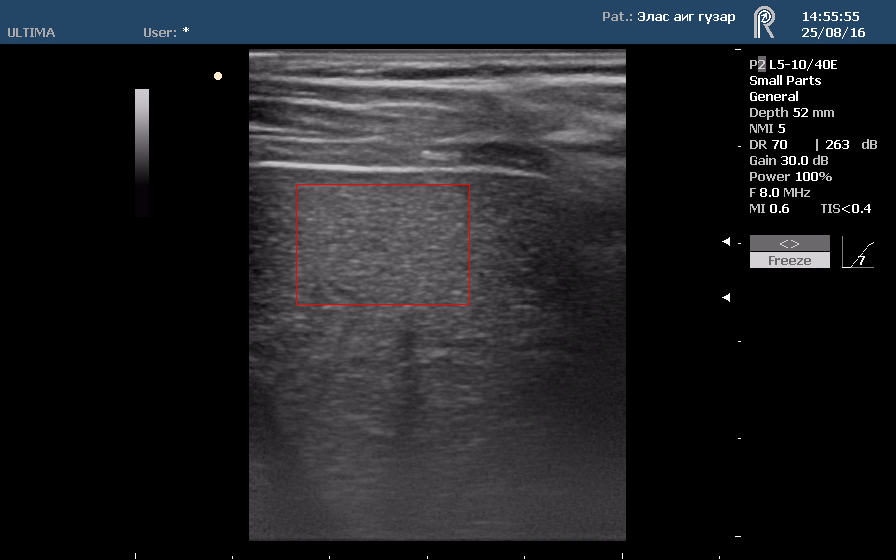 ULTIMA
User: *
Pat.: Элас аиг гузар
14:55:55
25/08/16
P2 L5-10/40E
Small Parts
General
Depth 52 mm
NMI 5
DR 70 | 263 dB
Gain 30.0 dB
Power 100%
F 8.0 MHz
MI 0.6 TIS<0.4
<>
Freeze
7